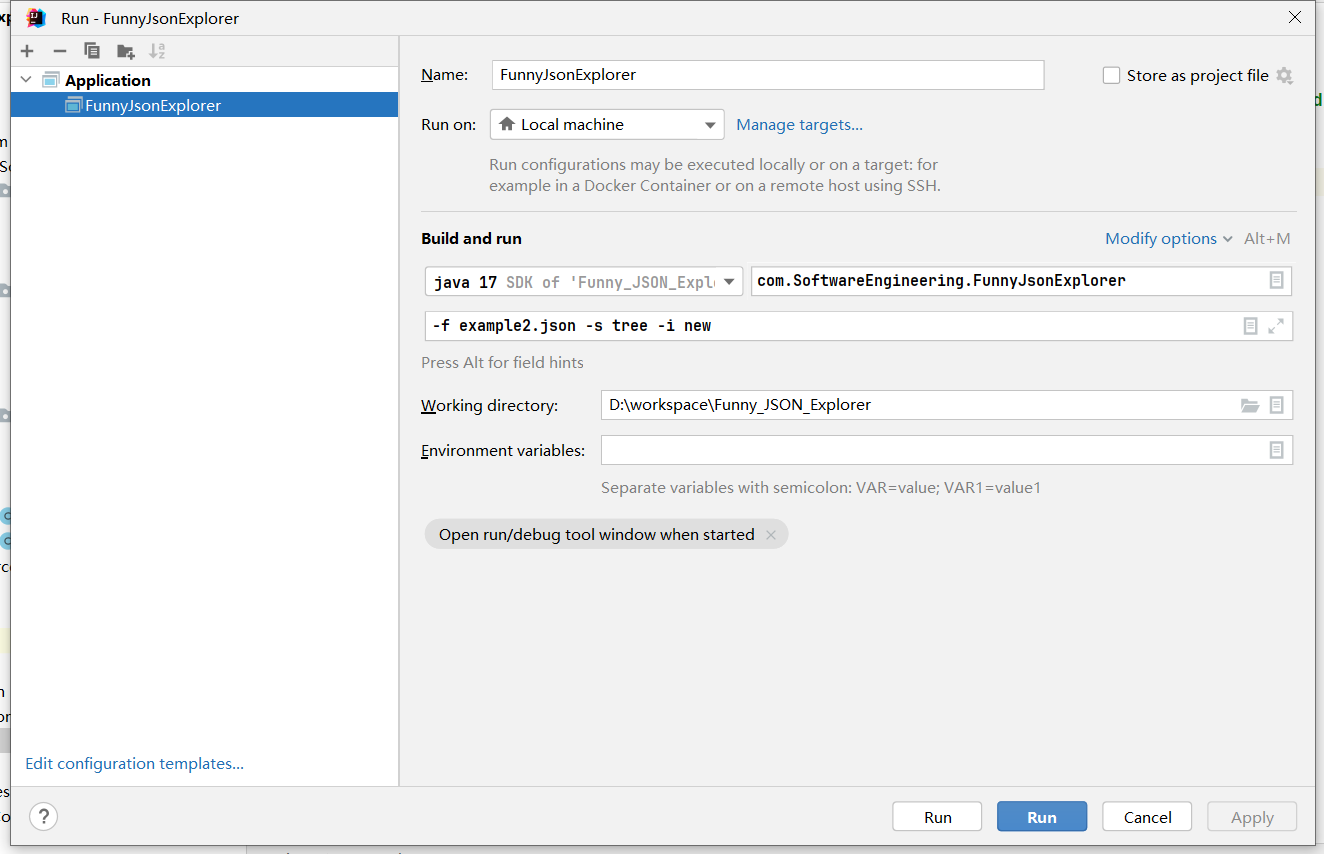 Run - FunnyJsonExplorer
Application
FunnyJsonExplorer
Edit configuration templates...
Name: FunnyJsonExplorer Store as project file
Run on: Local machine Manage targets...
Run configurations may be executed locally or on a target: for
example in a Docker Container or on a remote host using SSH.
Build and run Modify options Alt+M
java 17 SDK of 'Funny_JSON_Expl com.SoftwareEngineering.FunnyJsonExplorer
-f example2.json -s tree -i new
Press Alt for field hints
Working directory: D:\workspace\Funny_JSON_Explorer
Environment variables:
Separate variables with semicolon: VAR=value; VAR1=value1
Open run/debug tool window when started
? Run Run Cancel Apply